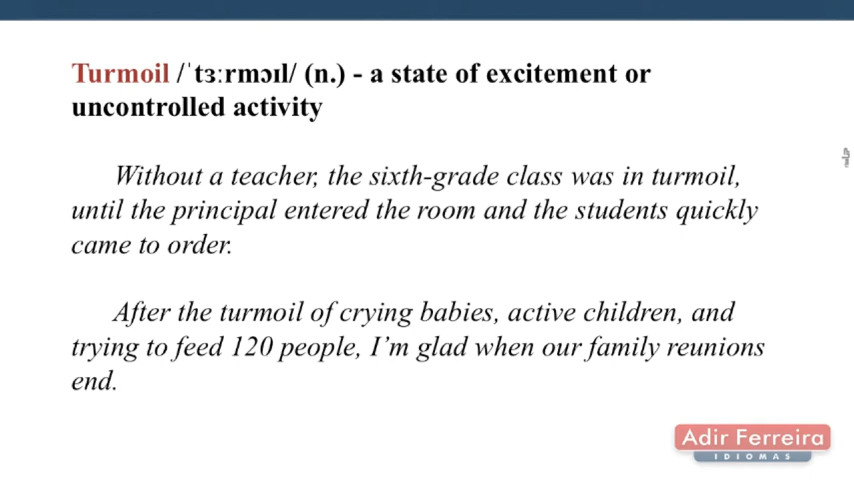 Turmoil /ˈtɜːrmɔɪl/ (n.) - a state of excitement or
uncontrolled activity
Without a teacher, the sixth-grade class was in turmoil,
until the principal entered the room and the students quickly
came to order.
After the turmoil of crying babies, active children, and
trying to feed 120 people, I’m glad when our family reunions
end.
Adir Ferreira
IDIOMAS